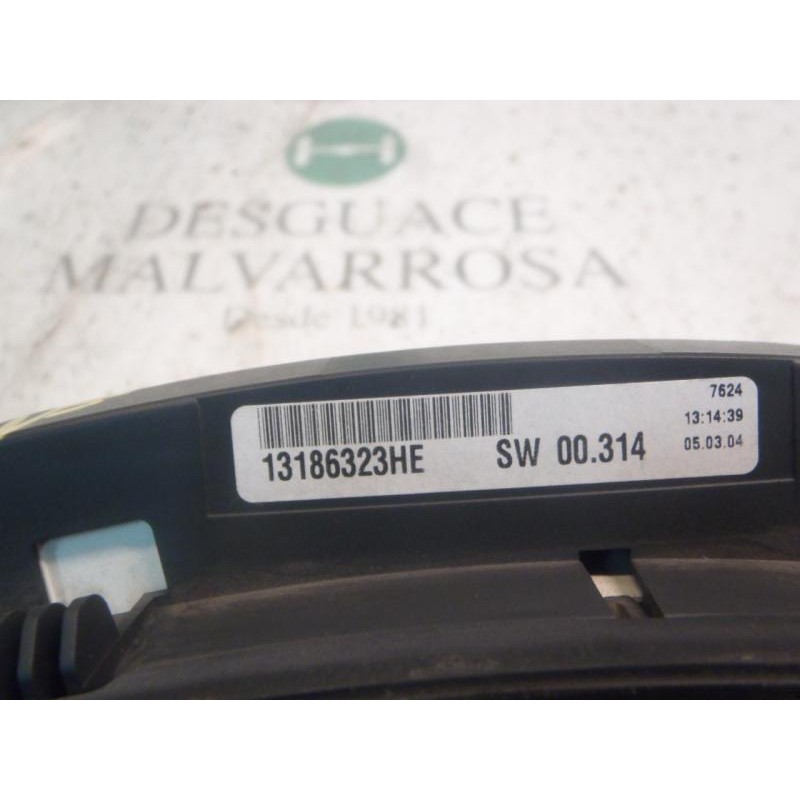 DESGUACE
MALVARROSA
Desde 1981
7624
13:14:39
13186323HE SW 00.314 05.03.04